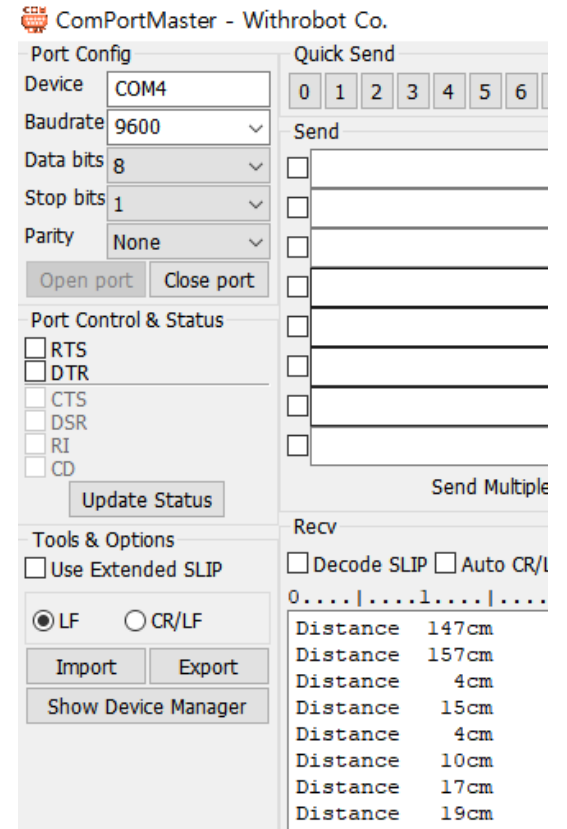 ComPortMaster - Withrobot Co.
Port Config
Device COM4
Baudrate 9600
Data bits 8
Stop bits 1
Parity None
Open port Close port
Port Control & Status
RTS
DTR
CTS
DSR
RI
CD
Update Status
Tools & Options
Use Extended SLIP
LF CR/LF
Import Export
Show Device Manager
Quick Send
0 1 2 3 4 5 6
Send
Send Multiple
Recv
Decode SLIP Auto CR/L
0....|....1....|....
Distance 147cm
Distance 157cm
Distance 4cm
Distance 15cm
Distance 4cm
Distance 10cm
Distance 17cm
Distance 19cm